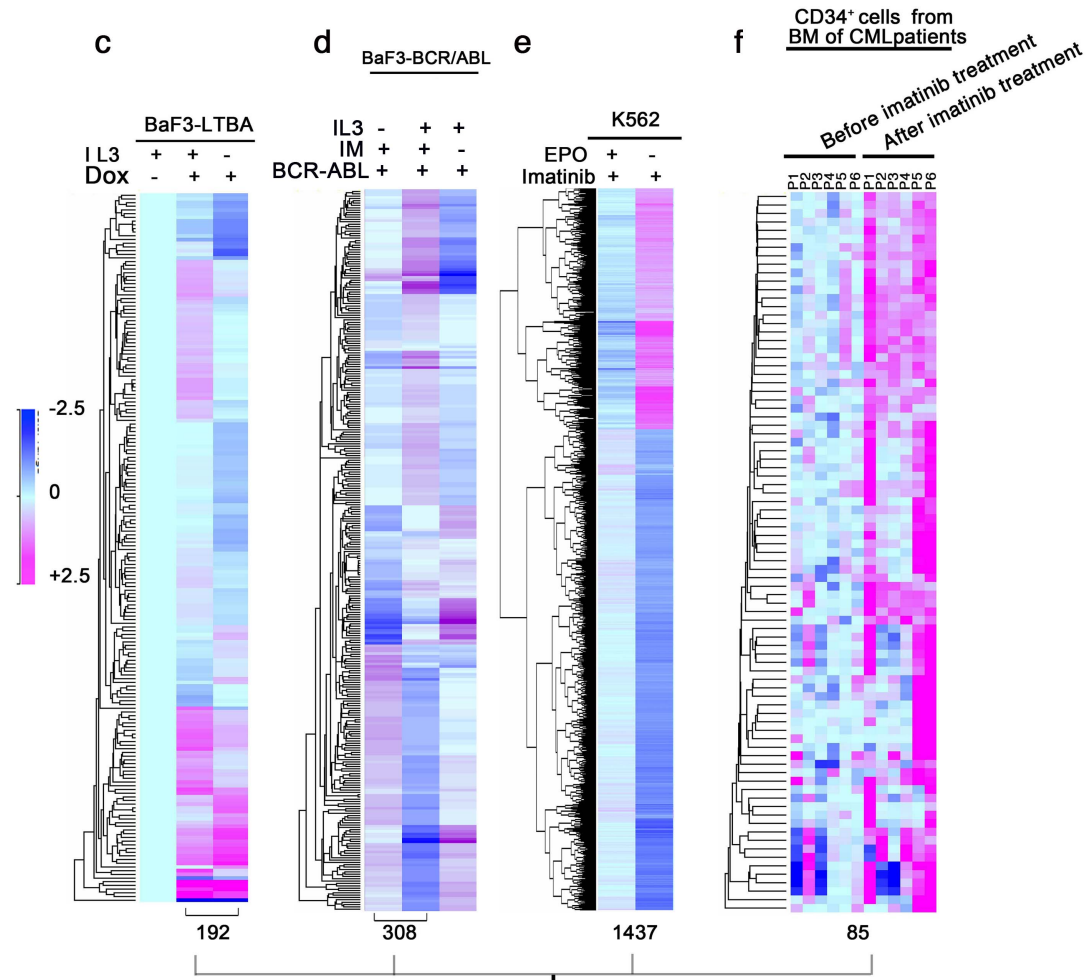 c
BaF3-LTBA
I L3 + + -
Dox - + +
-2.5
0
+2.5
192
d
BaF3-BCR/ABL
IL3 - + +
IM + + -
BCR-ABL + + +
308
e
K562
EPO + -
Imatinib + +
1437
f
CD34⁺ cells from
BM of CMLpatients
Before imatinib treatment
After imatinib treatment
P1 P2 P3 P4 P5 P6 P1 P2 P3 P4 P5 P6
85